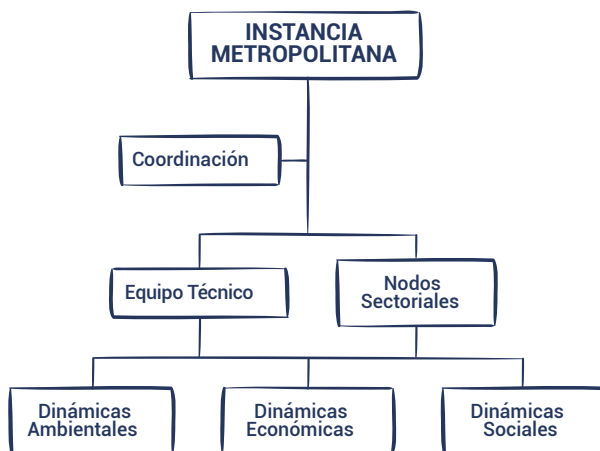 INSTANCIA
METROPOLITANA
Coordinación
Equipo Técnico
Nodos
Sectoriales
Dinámicas
Ambientales
Dinámicas
Económicas
Dinámicas
Sociales